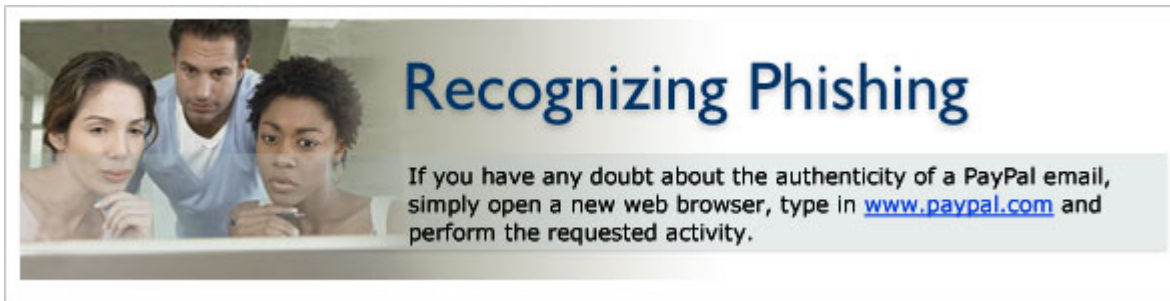 Recognizing Phishing
If you have any doubt about the authenticity of a PayPal email,
simply open a new web browser, type in www.paypal.com and
perform the requested activity.